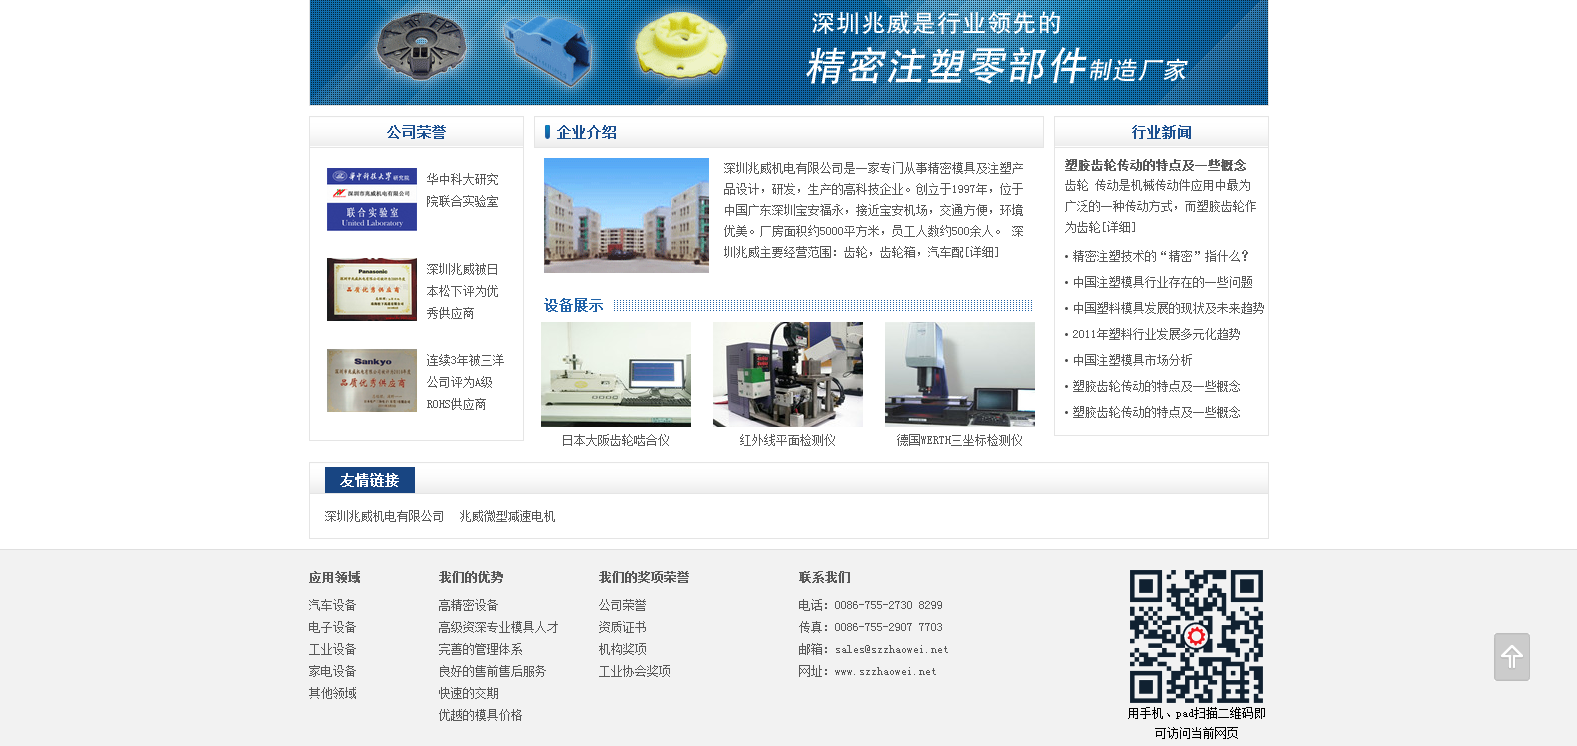 深圳兆威是行业领先的
精密注塑零部件制造厂家
公司荣誉
华中科技大学研究院
深圳市兆威机电有限公司
联合实验室
United Laboratory
华中科大研究
院联合实验室
Panasonic
品质优秀供应商
深圳兆威被日
本松下评为优
秀供应商
Sankyo
品质优秀供应商
连续3年被三洋
公司评为A级
ROHS供应商
企业介绍
深圳兆威机电有限公司是一家专门从事精密模具及注塑产
品设计，研发，生产的高科技企业。创立于1997年，位于
中国广东深圳宝安福永，接近宝安机场，交通方便，环境
优美。厂房面积约5000平方米，员工人数约500余人。 深
圳兆威主要经营范围：齿轮，齿轮箱，汽车配[详细]
设备展示
日本大阪齿轮啮合仪
红外线平面检测仪
德国WERTH三坐标检测仪
行业新闻
塑胶齿轮传动的特点及一些概念
齿轮 传动是机械传动件应用中最为
广泛的一种传动方式，而塑胶齿轮作
为齿轮[详细]
• 精密注塑技术的“精密”指什么？
• 中国注塑模具行业存在的一些问题
• 中国塑料模具发展的现状及未来趋势
• 2011年塑料行业发展多元化趋势
• 中国注塑模具市场分析
• 塑胶齿轮传动的特点及一些概念
• 塑胶齿轮传动的特点及一些概念
友情链接
深圳兆威机电有限公司 兆威微型减速电机
应用领域
汽车设备
电子设备
工业设备
家电设备
其他领域
我们的优势
高精密设备
高级资深专业模具人才
完善的管理体系
良好的售前售后服务
快速的交期
优越的模具价格
我们的奖项荣誉
公司荣誉
资质证书
机构奖项
工业协会奖项
联系我们
电话：0086-755-2730 8299
传真：0086-755-2907 7703
邮箱：sales@szzhaowei.net
网址：www.szzhaowei.net
用手机、pad扫描二维码即
可访问当前网页